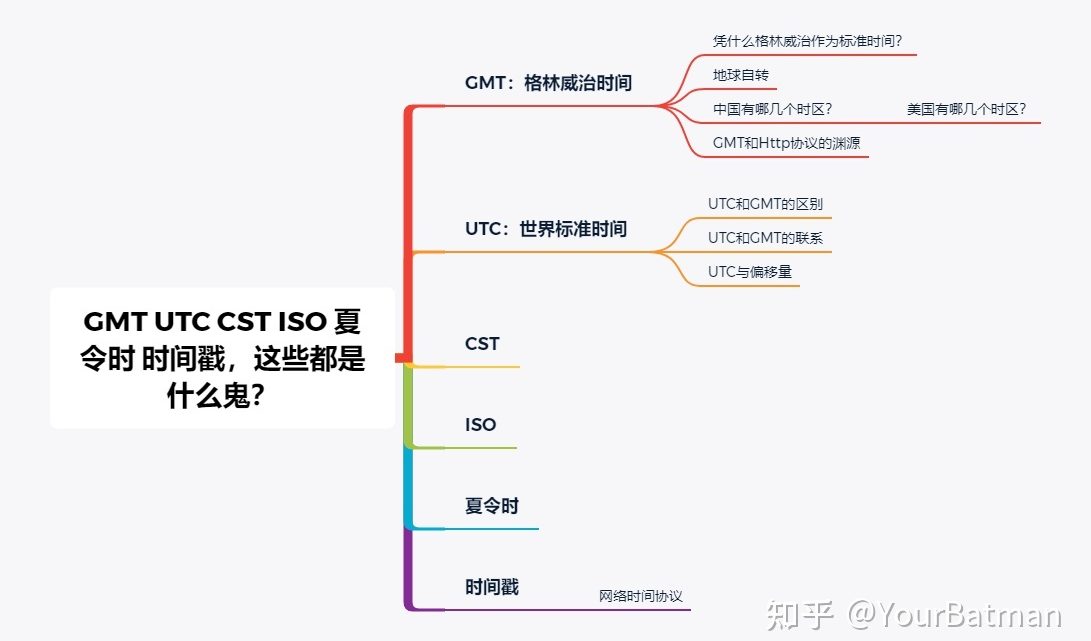 GMT UTC CST ISO 夏
令时 时间戳，这些都是
什么鬼？
GMT：格林威治时间
凭什么格林威治作为标准时间？
地球自转
中国有哪几个时区？
美国有哪几个时区？
GMT和Http协议的渊源
UTC：世界标准时间
UTC和GMT的区别
UTC和GMT的联系
UTC与偏移量
CST
ISO
夏令时
时间戳
网络时间协议
知乎 @YourBatman